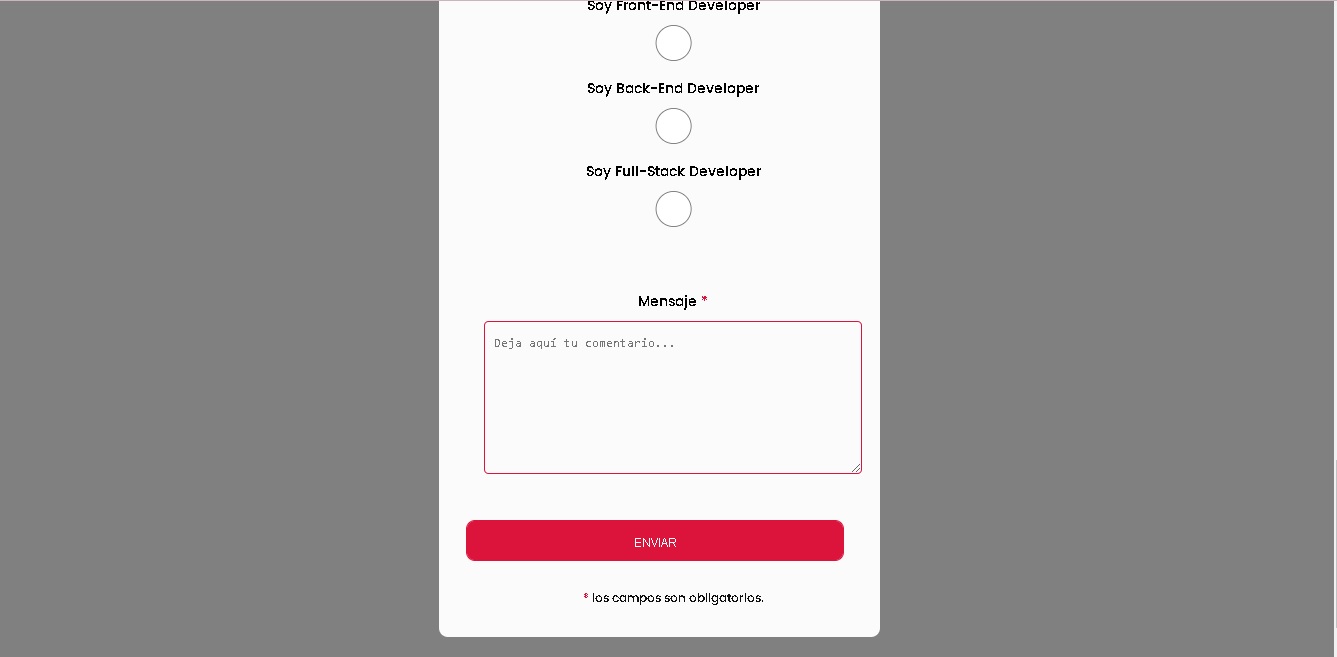 Soy Front-End Developer
Soy Back-End Developer
Soy Full-Stack Developer
Mensaje *
Deja aquí tu comentario...
ENVIAR
* los campos son obligatorios.